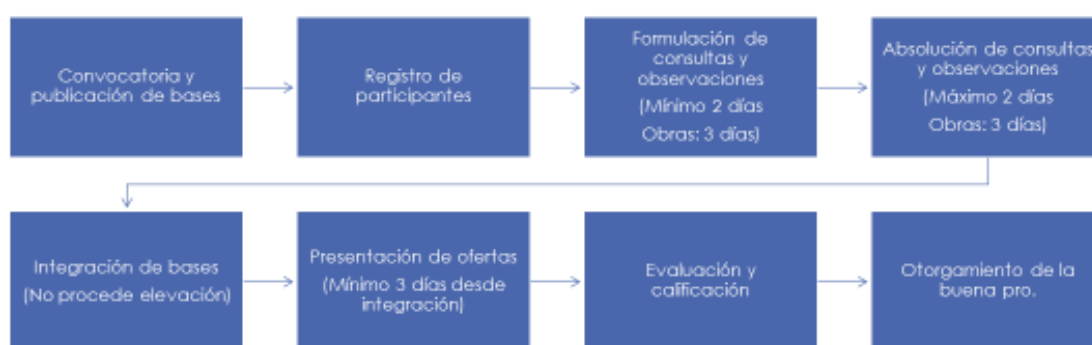 Convocatoria y
publicación de bases
Registro de
participantes
Formulación de
consultas y
observaciones
(Mínimo 2 días
Obras: 3 días)
Absolución de consultas
y observaciones
(Máximo 2 días
Obras: 3 días)
Integración de bases
(No procede elevación)
Presentación de ofertas
(Mínimo 3 días desde
integración)
Evaluación y
calificación
Otorgamiento de la
buena pro.